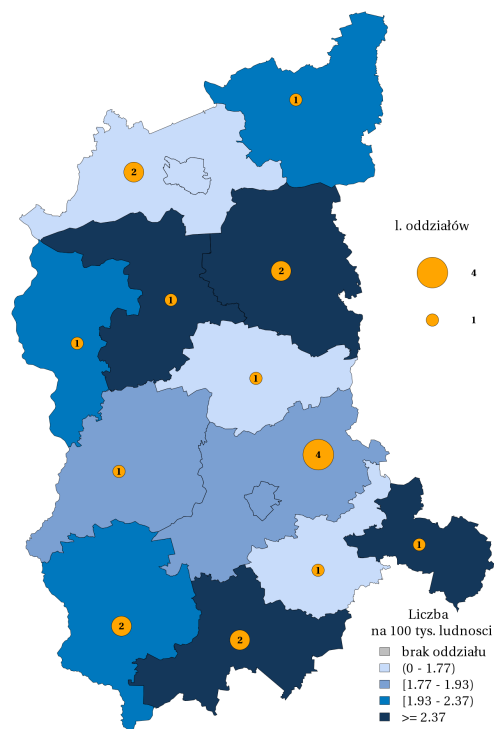 1
2
l. oddziałów
4
2
1
1
1
1
4
1
1
1
2
2
Liczba
na 100 tys. ludnosci
brak oddziału
(0 - 1.77)
[1.77 - 1.93)
[1.93 - 2.37)
>= 2.37